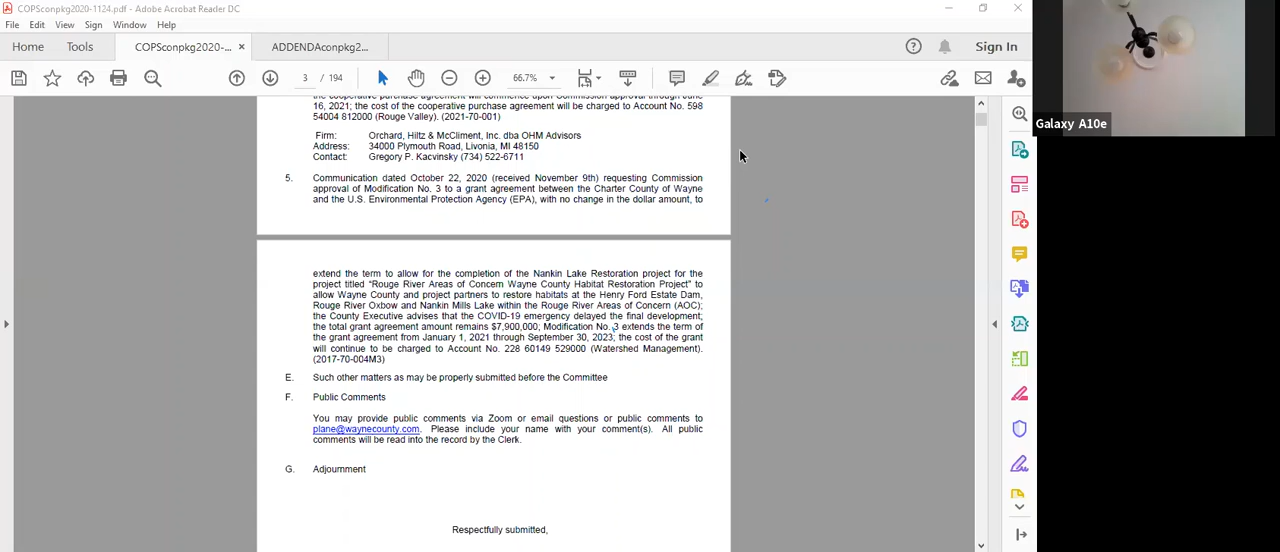 COPSconpkg2020-1124.pdf - Adobe Acrobat Reader DC
File Edit View Sign Window Help
Home Tools COPSconpkg2020-... × ADDENDAconpkg2... Sign In
3 / 194 66.7%
the cooperative purchase agreement will commence upon Commission approval through June
16, 2021; the cost of the cooperative purchase agreement will be charged to Account No. 598
54004 812000 (Rouge Valley). (2021-70-001)
Firm: Orchard, Hiltz & McCliment, Inc. dba OHM Advisors
Address: 34000 Plymouth Road, Livonia, MI 48150
Contact: Gregory P. Kacvinsky (734) 522-6711
5. Communication dated October 22, 2020 (received November 9th) requesting Commission
approval of Modification No. 3 to a grant agreement between the Charter County of Wayne
and the U.S. Environmental Protection Agency (EPA), with no change in the dollar amount, to
extend the term to allow for the completion of the Nankin Lake Restoration project for the
project titled "Rouge River Areas of Concern Wayne County Habitat Restoration Project" to
allow Wayne County and project partners to restore habitats at the Henry Ford Estate Dam,
Rouge River Oxbow and Nankin Mills Lake within the Rouge River Areas of Concern (AOC);
the County Executive advises that the COVID-19 emergency delayed the final development;
the total grant agreement amount remains $7,900,000; Modification No. 3 extends the term of
the grant agreement from January 1, 2021 through September 30, 2023; the cost of the grant
will continue to be charged to Account No. 228 60149 529000 (Watershed Management).
(2017-70-004M3)
E. Such other matters as may be properly submitted before the Committee
F. Public Comments
You may provide public comments via Zoom or email questions or public comments to
plane@waynecounty.com. Please include your name with your comment(s). All public
comments will be read into the record by the Clerk.
G. Adjournment
Respectfully submitted,
Galaxy A10e